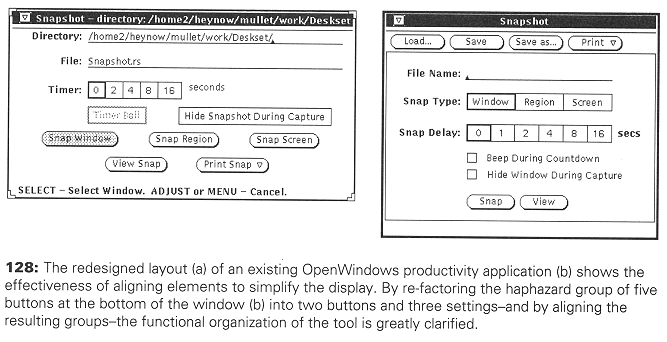 Snapshot – directory: /home2/heynow/mullet/work/Deskset
Directory: /home2/heynow/mullet/work/Deskset/
File: Snapshot.rs
Timer: 0 2 4 8 16 seconds
Timer Bell Hide Snapshot During Capture
Snap Window Snap Region Snap Screen
View Snap Print Snap
SELECT – Select Window. ADJUST or MENU – Cancel.
Snapshot
Load... Save Save as... Print
File Name:
Snap Type: Window Region Screen
Snap Delay: 0 1 2 4 8 16 secs
Beep During Countdown
Hide Window During Capture
Snap View
128: The redesigned layout (a) of an existing OpenWindows productivity application (b) shows the
effectiveness of aligning elements to simplify the display. By re-factoring the haphazard group of five
buttons at the bottom of the window (b) into two buttons and three settings–and by aligning the
resulting groups–the functional organization of the tool is greatly clarified.